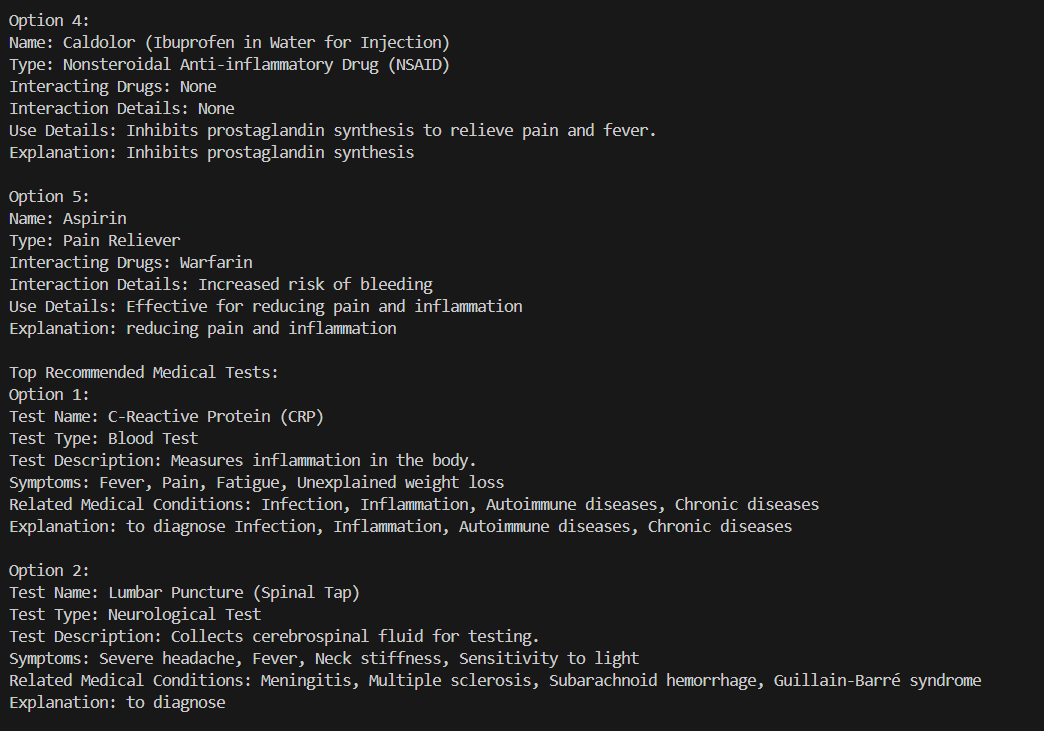 Option 4:
Name: Caldolor (Ibuprofen in Water for Injection)
Type: Nonsteroidal Anti-inflammatory Drug (NSAID)
Interacting Drugs: None
Interaction Details: None
Use Details: Inhibits prostaglandin synthesis to relieve pain and fever.
Explanation: Inhibits prostaglandin synthesis
Option 5:
Name: Aspirin
Type: Pain Reliever
Interacting Drugs: Warfarin
Interaction Details: Increased risk of bleeding
Use Details: Effective for reducing pain and inflammation
Explanation: reducing pain and inflammation
Top Recommended Medical Tests:
Option 1:
Test Name: C-Reactive Protein (CRP)
Test Type: Blood Test
Test Description: Measures inflammation in the body.
Symptoms: Fever, Pain, Fatigue, Unexplained weight loss
Related Medical Conditions: Infection, Inflammation, Autoimmune diseases, Chronic diseases
Explanation: to diagnose Infection, Inflammation, Autoimmune diseases, Chronic diseases
Option 2:
Test Name: Lumbar Puncture (Spinal Tap)
Test Type: Neurological Test
Test Description: Collects cerebrospinal fluid for testing.
Symptoms: Severe headache, Fever, Neck stiffness, Sensitivity to light
Related Medical Conditions: Meningitis, Multiple sclerosis, Subarachnoid hemorrhage, Guillain-Barré syndrome
Explanation: to diagnose